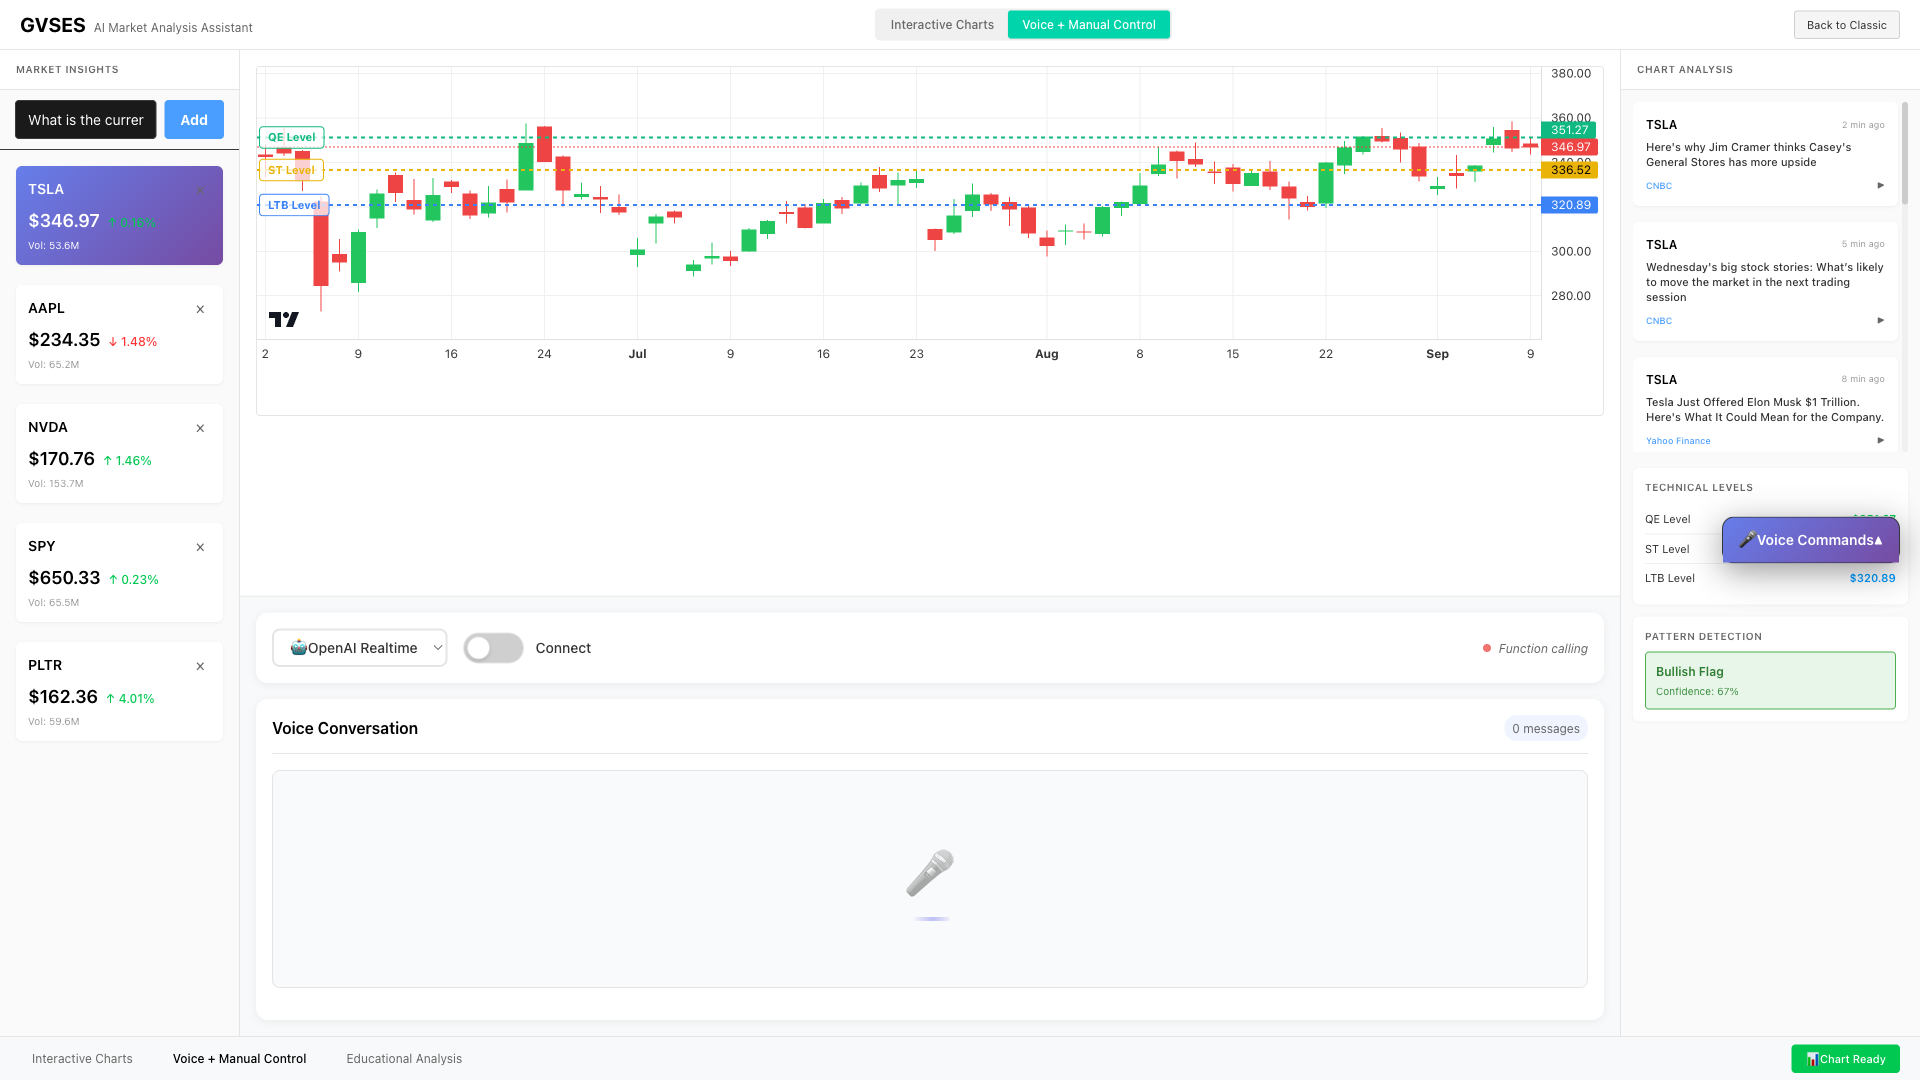 GVSES AI Market Analysis Assistant
Interactive Charts
Voice + Manual Control
Back to Classic
MARKET INSIGHTS
What is the currer
Add
TSLA
$346.97 ↑ 0.16%
Vol: 53.6M
AAPL ×
$234.35 ↓ 1.48%
Vol: 65.2M
NVDA ×
$170.76 ↑ 1.46%
Vol: 153.7M
SPY ×
$650.33 ↑ 0.23%
Vol: 65.5M
PLTR ×
$162.36 ↑ 4.01%
Vol: 59.6M
QE Level
ST Level
LTB Level
380.00
360.00
351.27
346.97
340.00
336.52
320.89
300.00
280.00
2 9 16 24 Jul 9 16 23 Aug 8 15 22 Sep 9
🤖OpenAI Realtime
Connect
Function calling
Voice Conversation
0 messages
CHART ANALYSIS
TSLA 2 min ago
Here's why Jim Cramer thinks Casey's
General Stores has more upside
CNBC
TSLA 5 min ago
Wednesday's big stock stories: What’s likely
to move the market in the next trading
session
CNBC
TSLA 8 min ago
Tesla Just Offered Elon Musk $1 Trillion.
Here's What It Could Mean for the Company.
Yahoo Finance
TECHNICAL LEVELS
QE Level
ST Level
LTB Level $320.89
🎤Voice Commands▲
PATTERN DETECTION
Bullish Flag
Confidence: 67%
Interactive Charts
Voice + Manual Control
Educational Analysis
📊Chart Ready